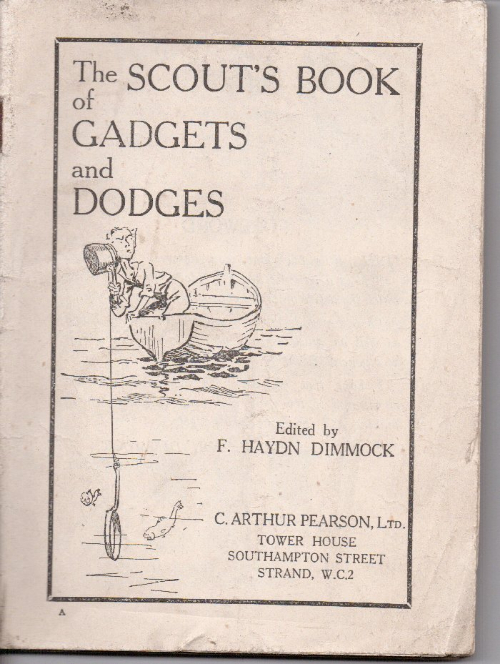 The SCOUT'S BOOK
of
GADGETS
and
DODGES
Edited by
F. HAYDN DIMMOCK
C. ARTHUR PEARSON, LTD.
TOWER HOUSE
SOUTHAMPTON STREET
STRAND, W.C.2
A